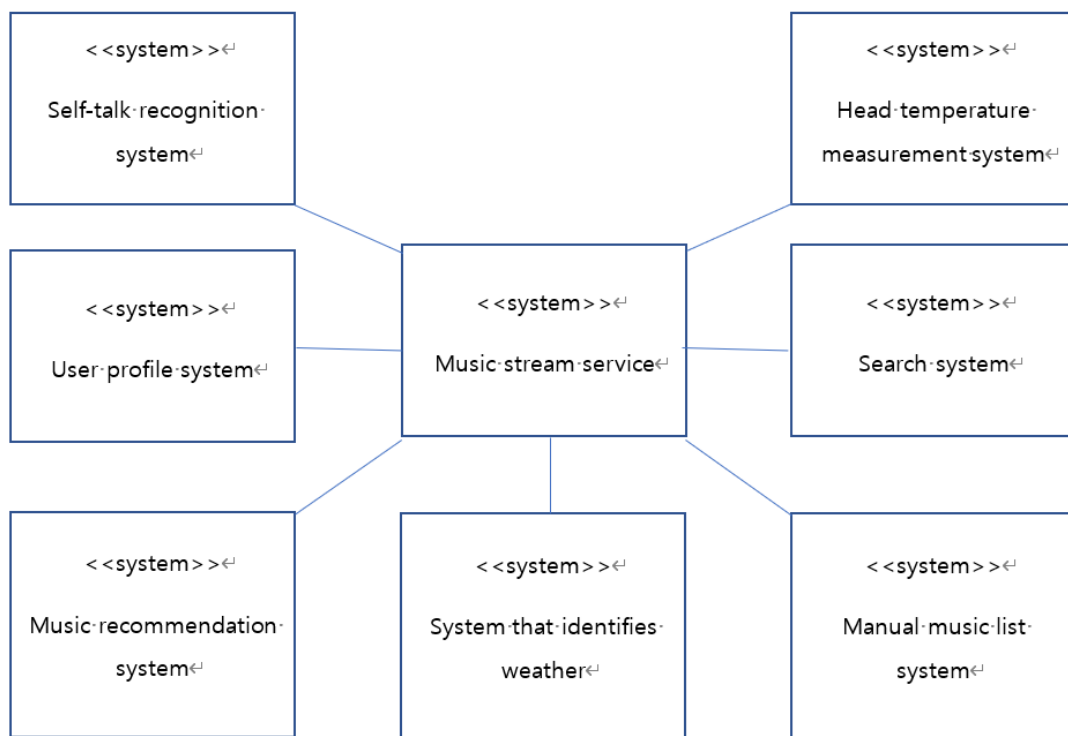 <<system>>↵
Self-talk·recognition·
system↵
<<system>>↵
Head·temperature·
measurement·system↵
<<system>>↵
User·profile·system↵
<<system>>↵
Music·stream·service↵
<<system>>↵
Search·system↵
<<system>>↵
Music·recommendation·
system↵
<<system>>↵
System·that·identifies·
weather↵
<<system>>↵
Manual·music·list·
system↵